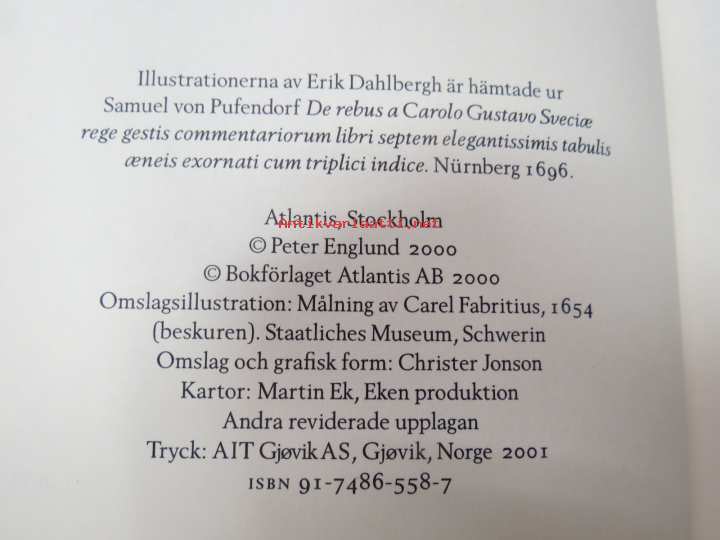 Illustrationerna av Erik Dahlbergh är hämtade ur
Samuel von Pufendorf De rebus a Carolo Gustavo Sveciæ
rege gestis commentariorum libri septem elegantissimis tabulis
æneis exornati cum triplici indice. Nürnberg 1696.
Atlantis, Stockholm
Antikvariaatti.net
© Peter Englund 2000
© Bokförlaget Atlantis AB 2000
Omslagsillustration: Målning av Carel Fabritius, 1654
(beskuren). Staatliches Museum, Schwerin
Omslag och grafisk form: Christer Jonson
Kartor: Martin Ek, Eken produktion
Andra reviderade upplagan
Tryck: AIT Gjøvik AS, Gjøvik, Norge 2001
ISBN 91-7486-558-7